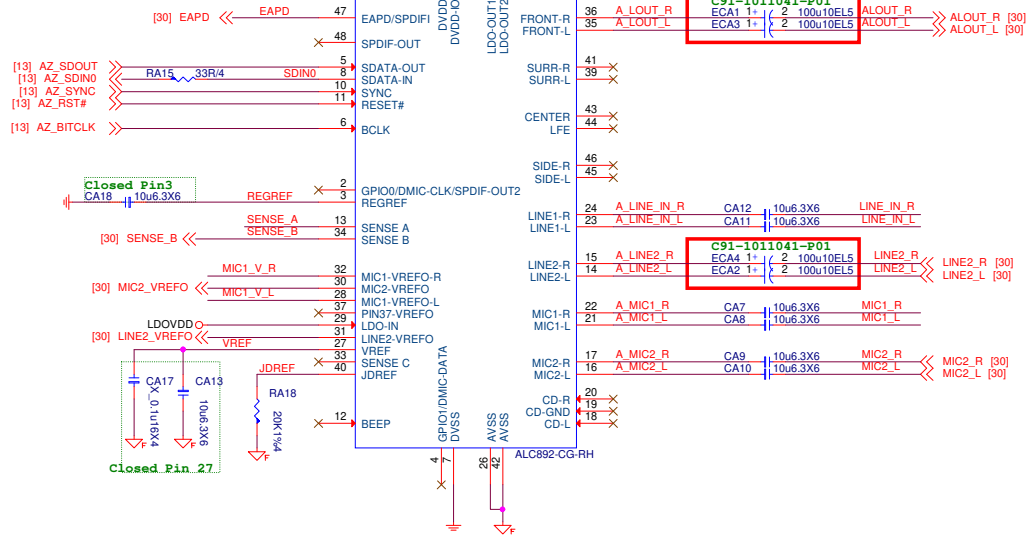 [30] EAPD
EAPD
47
EAPD/SPDIFI
48
SPDIF-OUT
[13] AZ_SDOUT
5
SDATA-OUT
[13] AZ_SDIN0
RA15
33R/4
SDIN0
8
SDATA-IN
[13] AZ_SYNC
10
SYNC
[13] AZ_RST#
11
RESET#
[13] AZ_BITCLK
6
BCLK
Closed Pin3
CA18
10u6.3X6
REGREF
2
GPIO0/DMIC-CLK/SPDIF-OUT2
3
REGREF
SENSE_A
13
SENSE A
[30] SENSE_B
SENSE_B
34
SENSE B
MIC1_V_R
32
MIC1-VREFO-R
[30] MIC2_VREFO
30
MIC2-VREFO
MIC1_V_L
28
MIC1-VREFO-L
37
PIN37-VREFO
LDOVDD
29
LDO-IN
[30] LINE2_VREFO
31
LINE2-VREFO
VREF
27
VREF
33
SENSE C
JDREF
40
JDREF
CA17
X_0.1u16X4
CA13
10u6.3X6
RA18
20K1%4
12
BEEP
Closed Pin 27
DVDD-IO
LDO-OUT1
LDO-OUT2
GPIO1/DMIC-DATA
DVSS
AVSS
AVSS
4
7
26
42
ALC892-CG-RH
F
F
F
F
C91-1011041-P01
FRONT-R
36
A_LOUT_R
ECA1
1+
2
100u10EL5
ALOUT_R
ALOUT_R [30]
FRONT-L
35
A_LOUT_L
ECA3
1+
2
100u10EL5
ALOUT_L
ALOUT_L [30]
SURR-R
41
SURR-L
39
CENTER
43
LFE
44
SIDE-R
46
SIDE-L
45
LINE1-R
24
A_LINE_IN_R
CA12
10u6.3X6
LINE_IN_R
LINE1-L
23
A_LINE_IN_L
CA11
10u6.3X6
LINE_IN_L
C91-1011041-P01
LINE2-R
15
A_LINE2_R
ECA4
1+
2
100u10EL5
LINE2_R
LINE2_R [30]
LINE2-L
14
A_LINE2_L
ECA2
1+
2
100u10EL5
LINE2_L
LINE2_L [30]
MIC1-R
22
A_MIC1_R
CA7
10u6.3X6
MIC1_R
MIC1-L
21
A_MIC1_L
CA8
10u6.3X6
MIC1_L
MIC2-R
17
A_MIC2_R
CA9
10u6.3X6
MIC2_R
MIC2_R [30]
MIC2-L
16
A_MIC2_L
CA10
10u6.3X6
MIC2_L
MIC2_L [30]
CD-R
20
CD-GND
19
CD-L
18